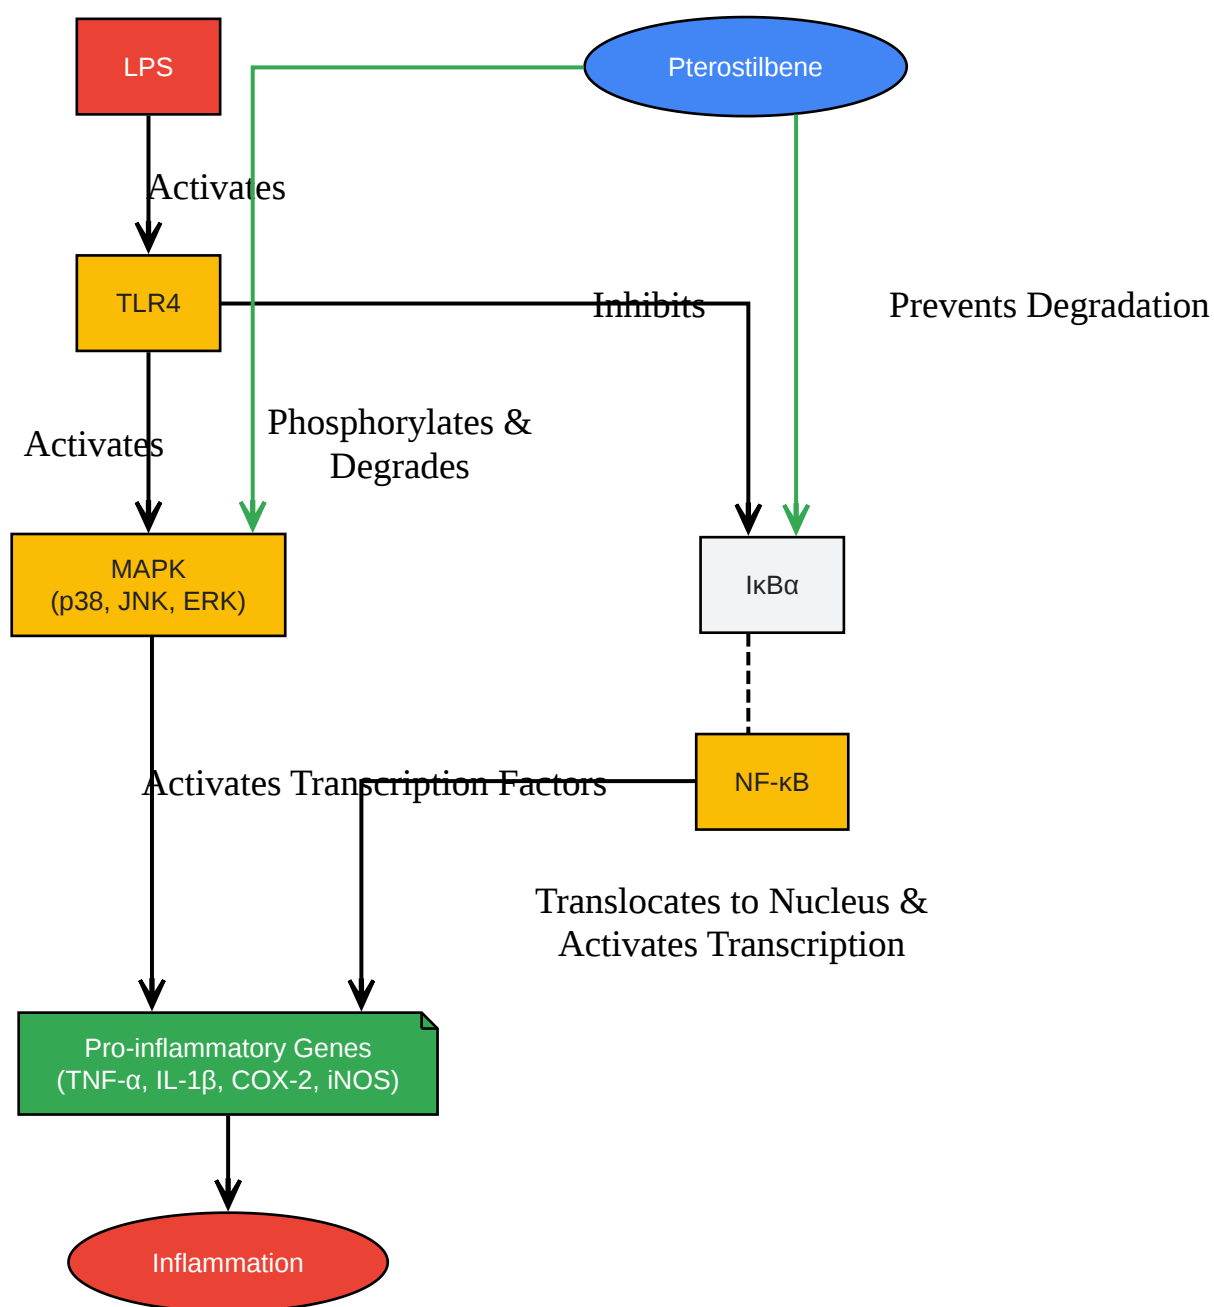 LPS
Pterostilbene
Activates
TLR4
Inhibits
Prevents Degradation
Activates
Phosphorylates &
Degrades
MAPK
(p38, JNK, ERK)
IκBα
Activates Transcription Factors
NF-κB
Translocates to Nucleus &
Activates Transcription
Pro-inflammatory Genes
(TNF-α, IL-1β, COX-2, iNOS)
Inflammation